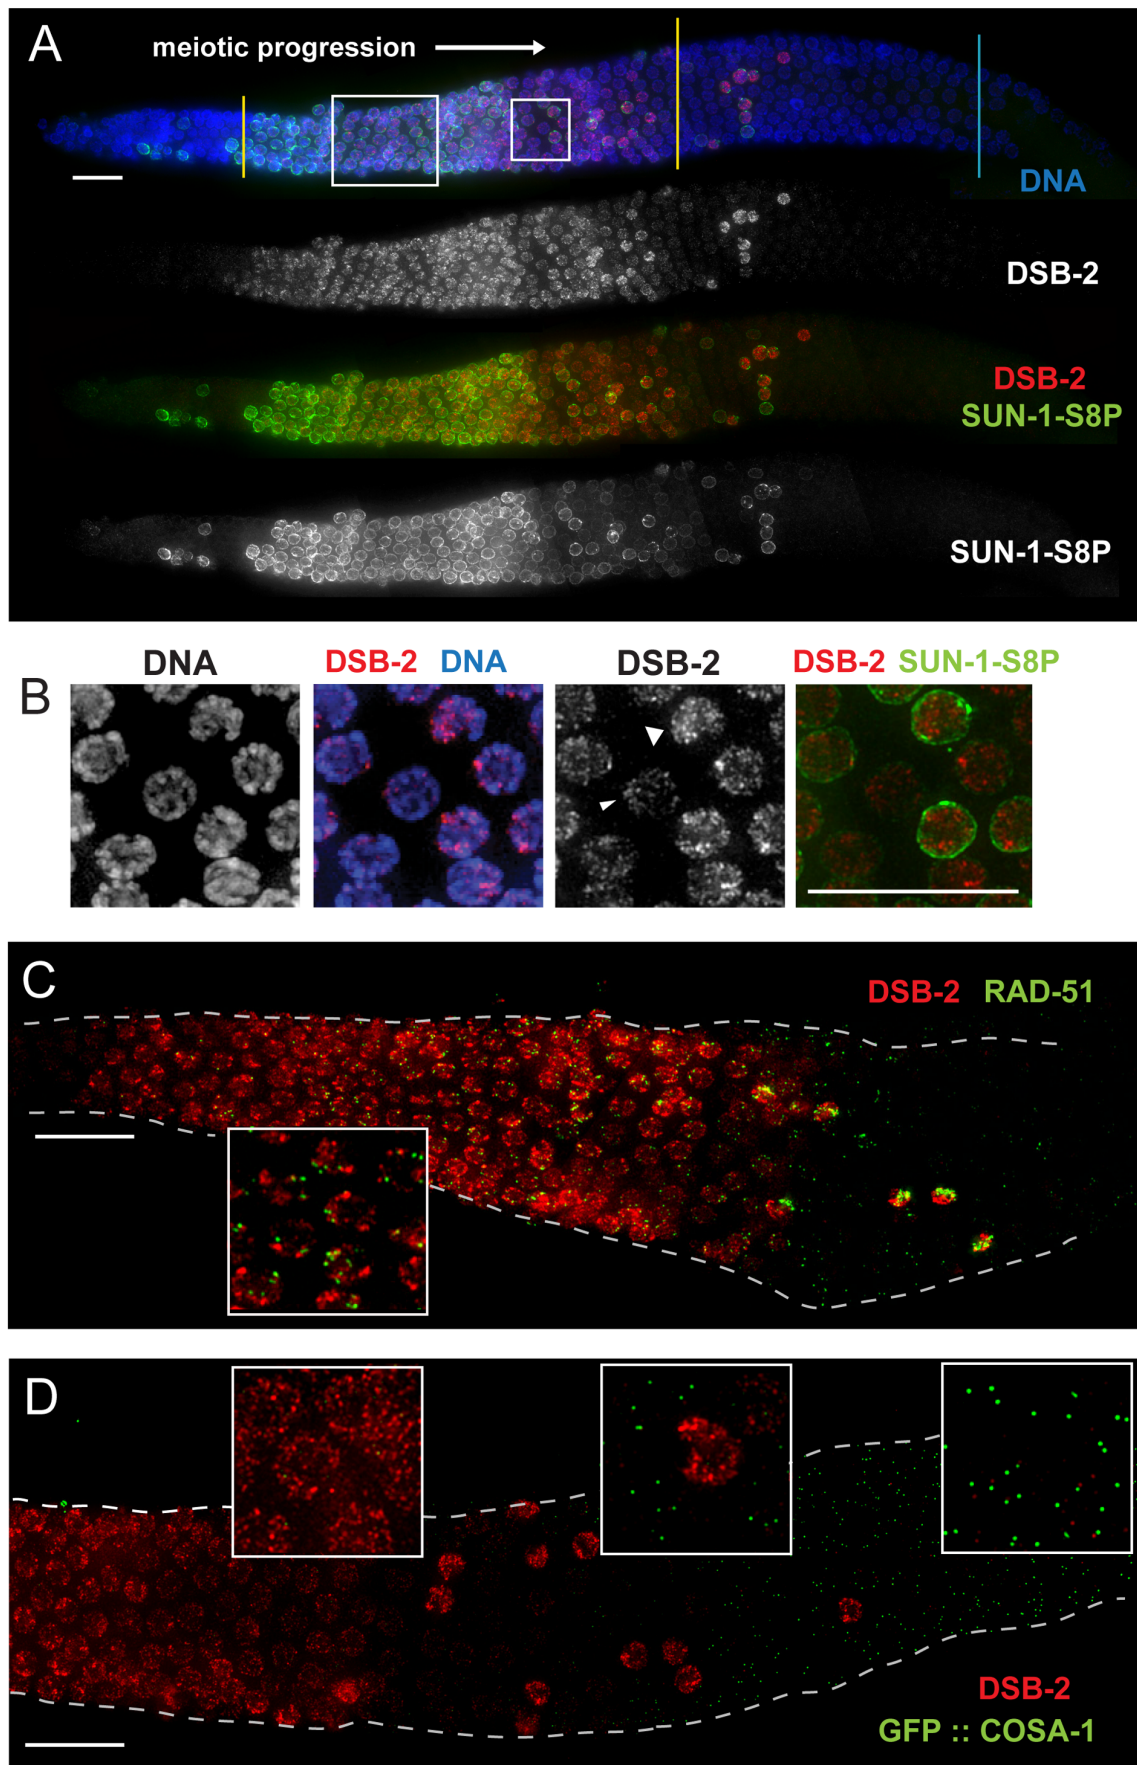 A
meiotic progression
DNA
DSB-2
DSB-2
SUN-1-S8P
SUN-1-S8P
B
DNA
DSB-2 DNA
DSB-2
DSB-2 SUN-1-S8P
C
DSB-2 RAD-51
D
DSB-2
GFP :: COSA-1